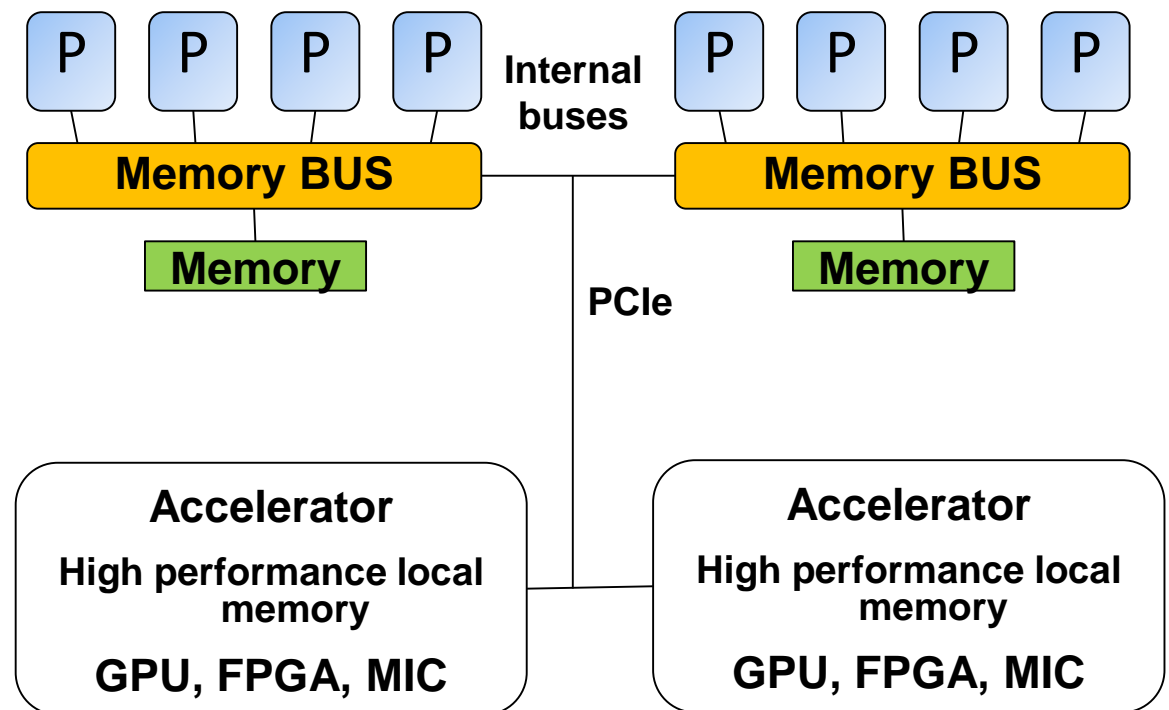 P P P P
Internal
buses
P P P P
Memory BUS
Memory BUS
Memory
Memory
PCIe
Accelerator
High performance local
memory
GPU, FPGA, MIC
Accelerator
High performance local
memory
GPU, FPGA, MIC